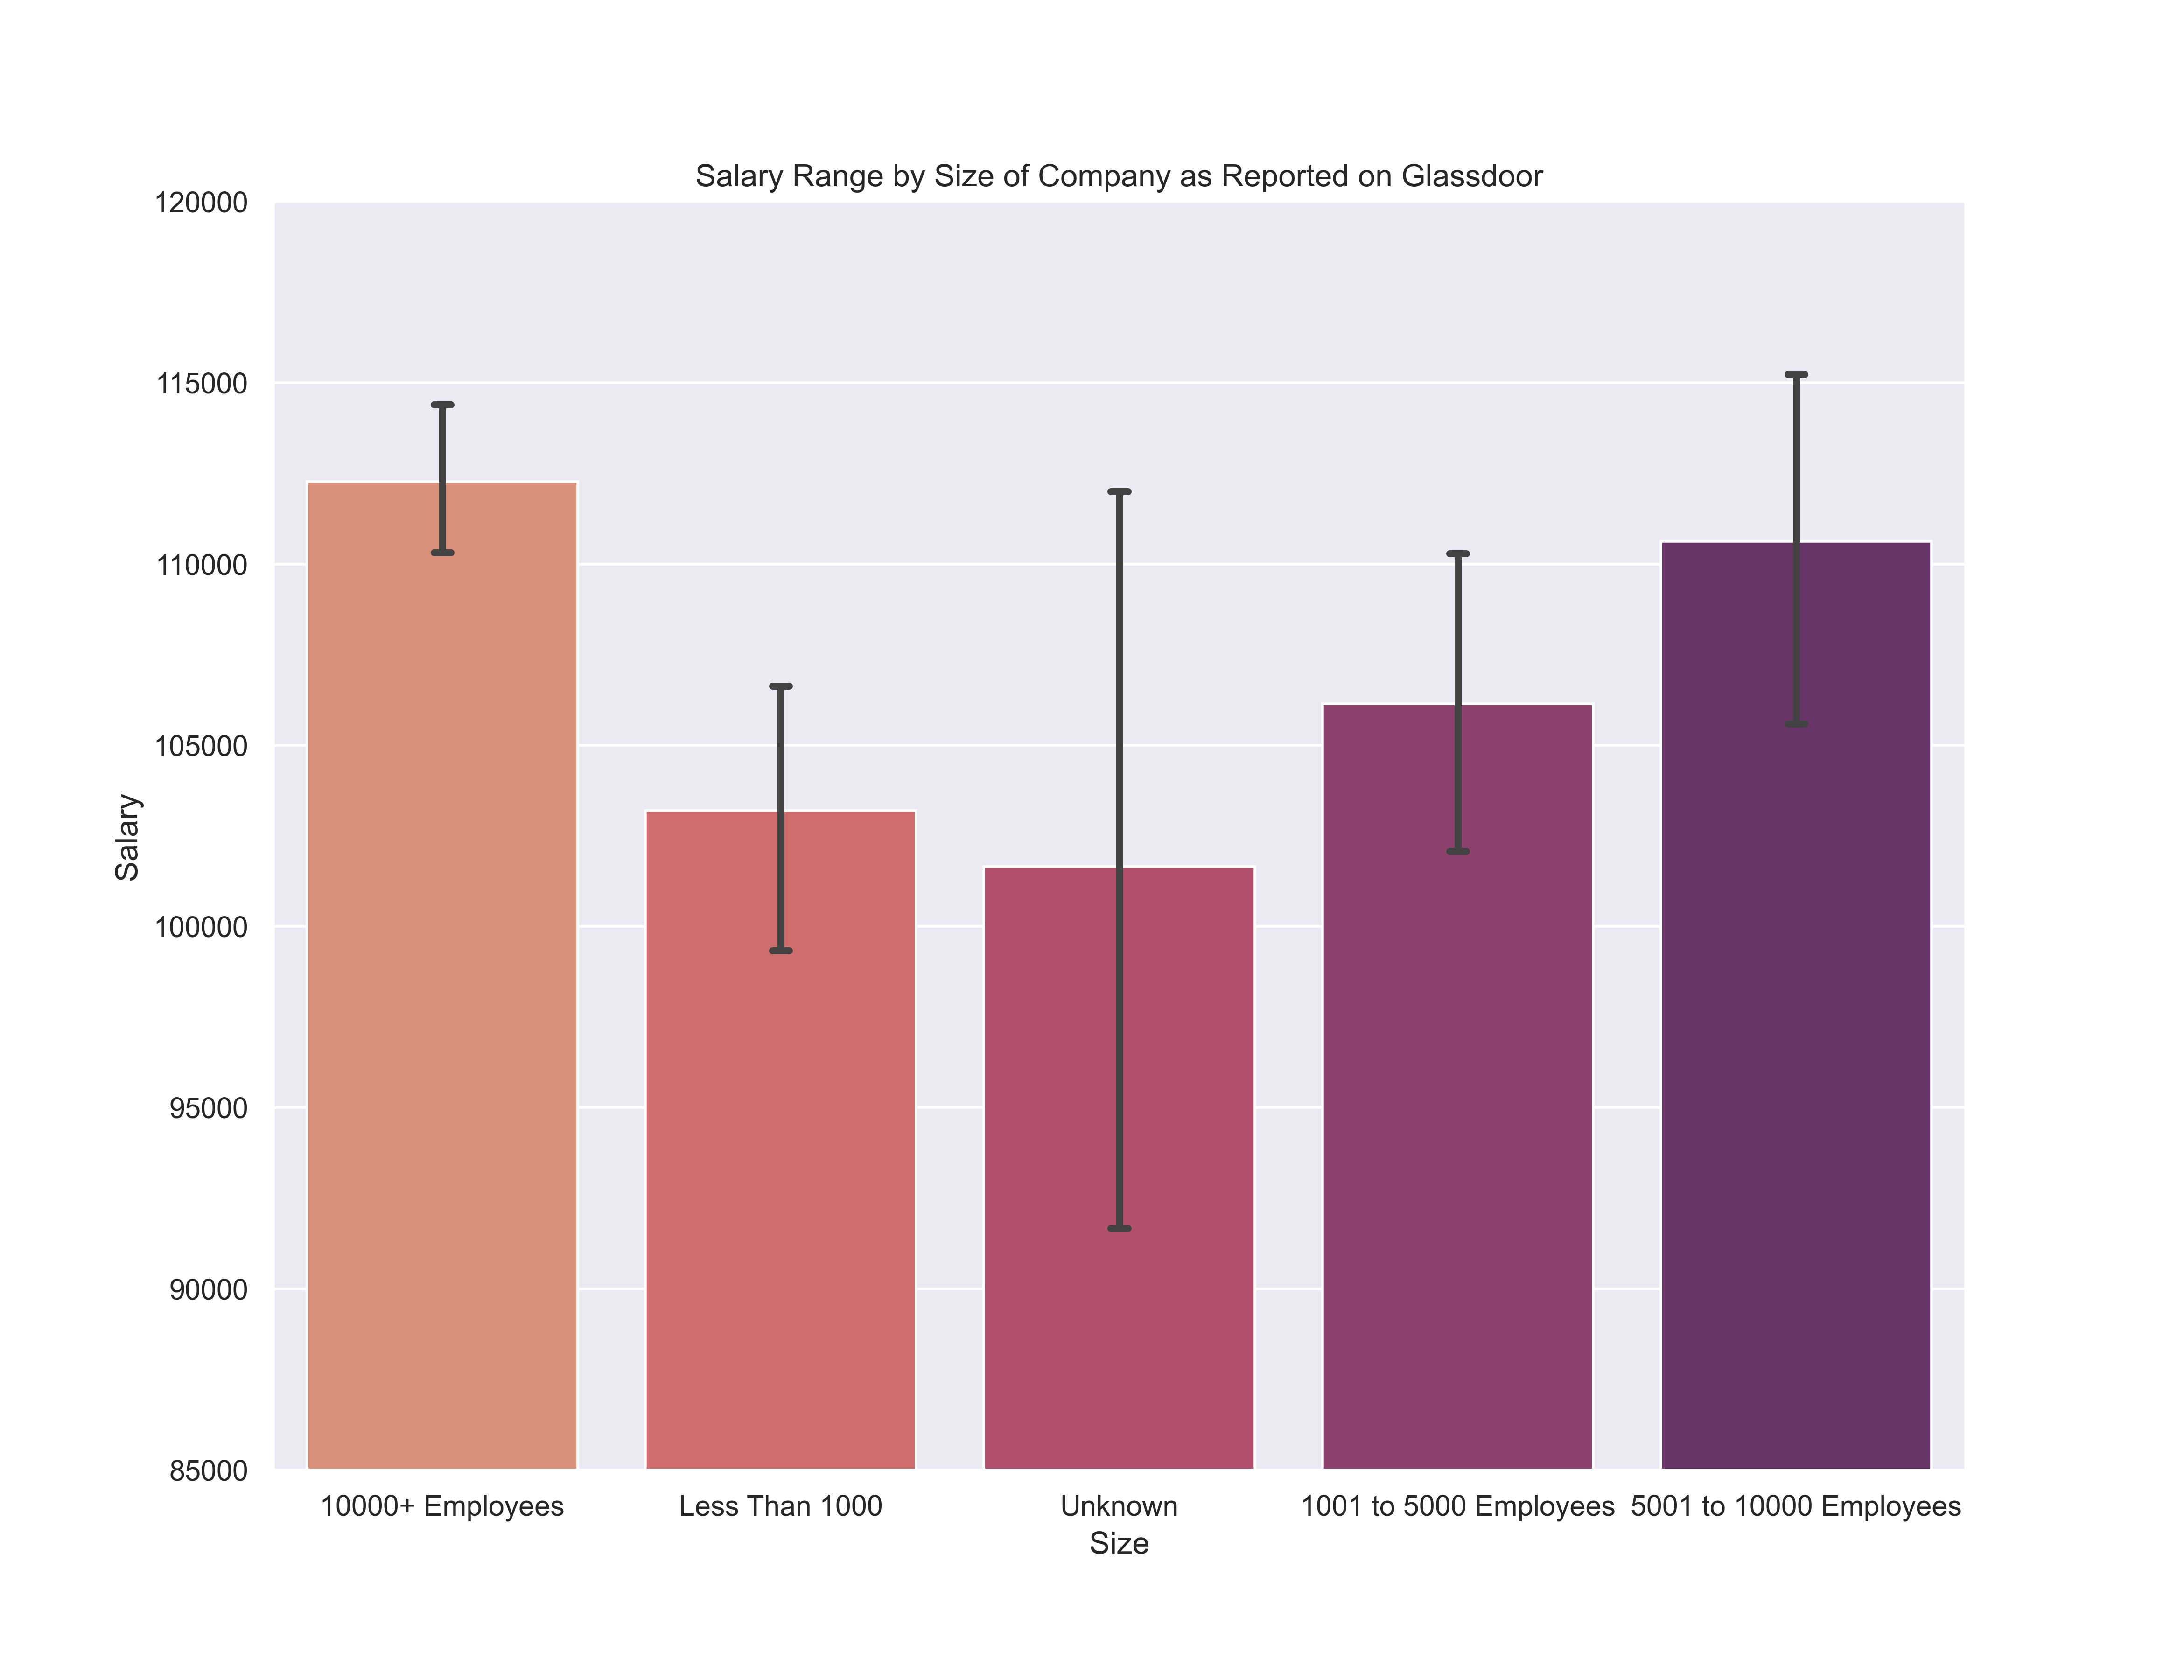 Salary Range by Size of Company as Reported on Glassdoor
120000
115000
110000
105000
100000
95000
90000
85000
Salary
10000+ Employees
Less Than 1000
Unknown
1001 to 5000 Employees
5001 to 10000 Employees
Size